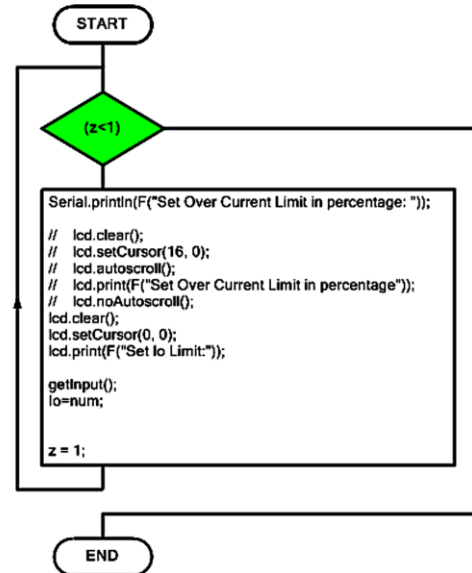 START
(z<1)
Serial.println(F("Set Over Current Limit in percentage: "));
// lcd.clear();
// lcd.setCursor(16, 0);
// lcd.autoscroll();
// lcd.print(F("Set Over Current Limit in percentage"));
// lcd.noAutoscroll();
lcd.clear();
lcd.setCursor(0, 0);
lcd.print(F("Set Io Limit:"));
getInput();
Io=num;
z = 1;
END